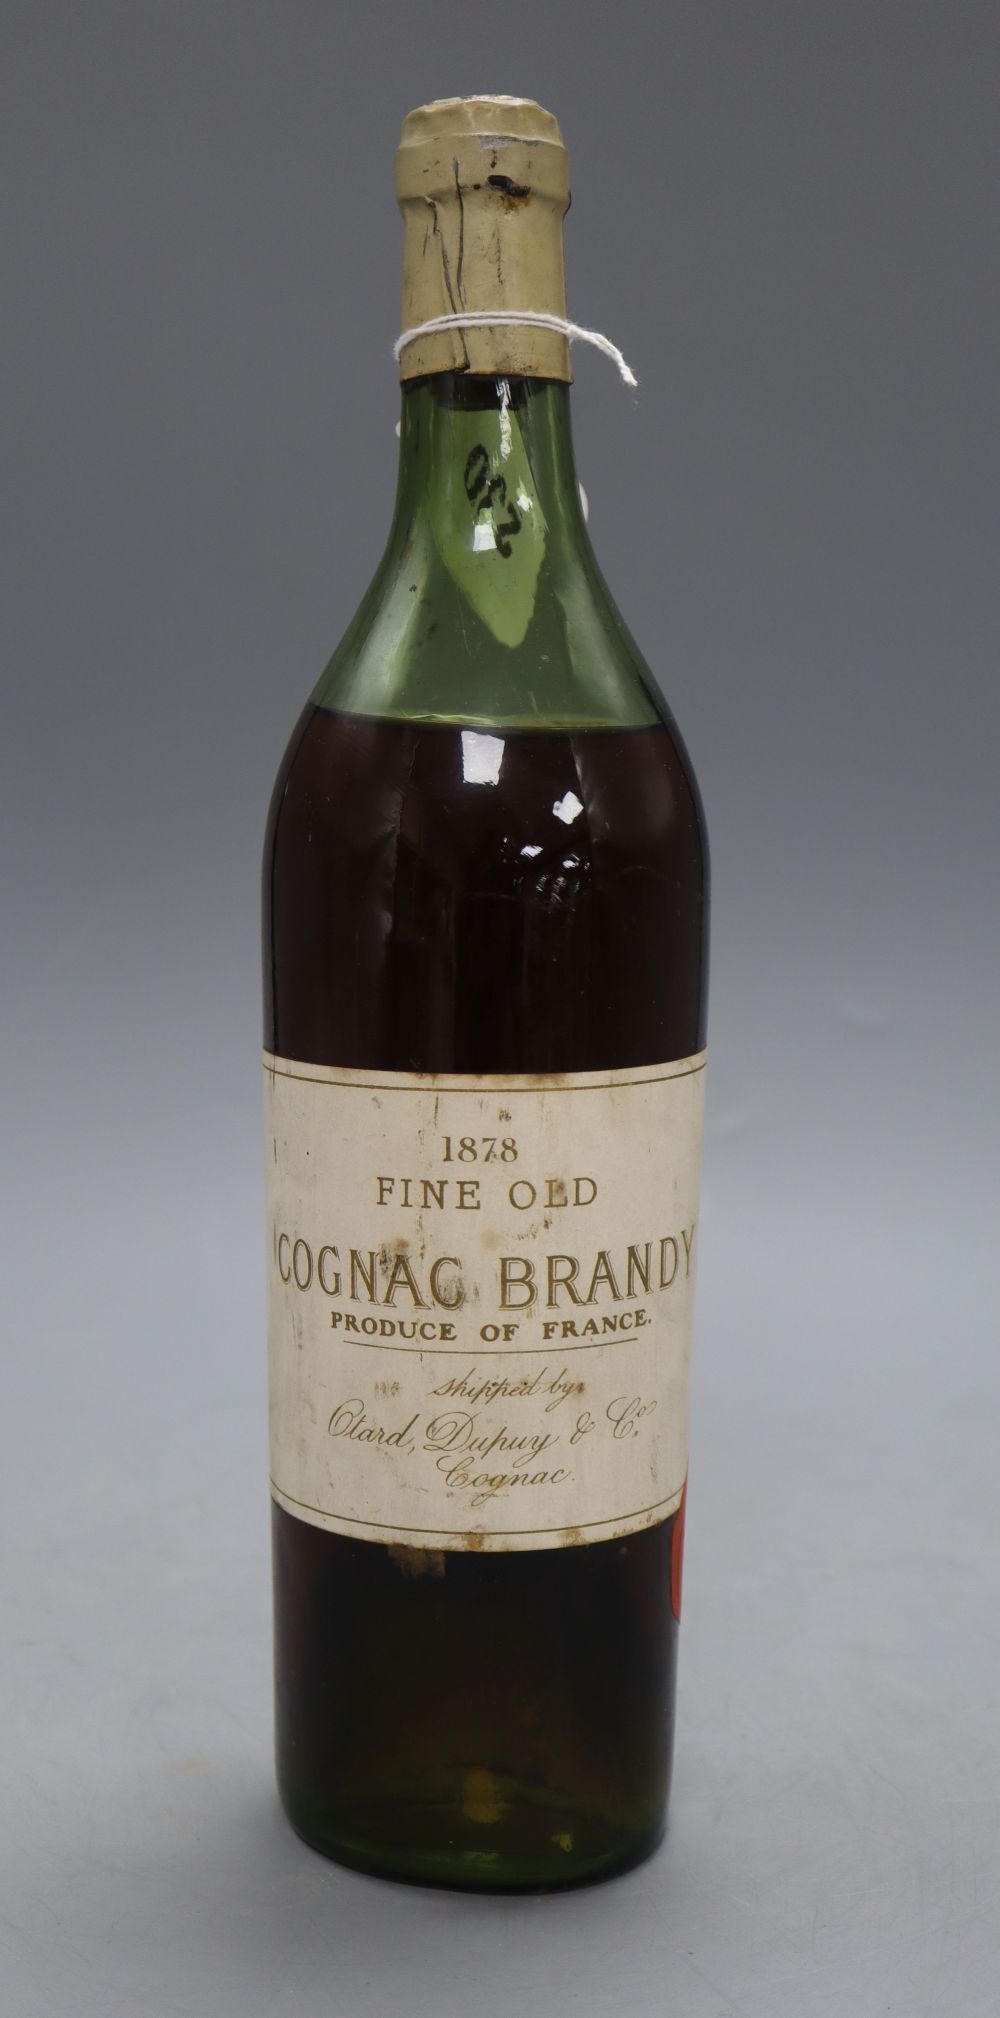 1878
FINE OLD
COGNAC BRANDY
PRODUCE OF FRANCE.
shipped by
Otard, Dupuy & Co.
Cognac.